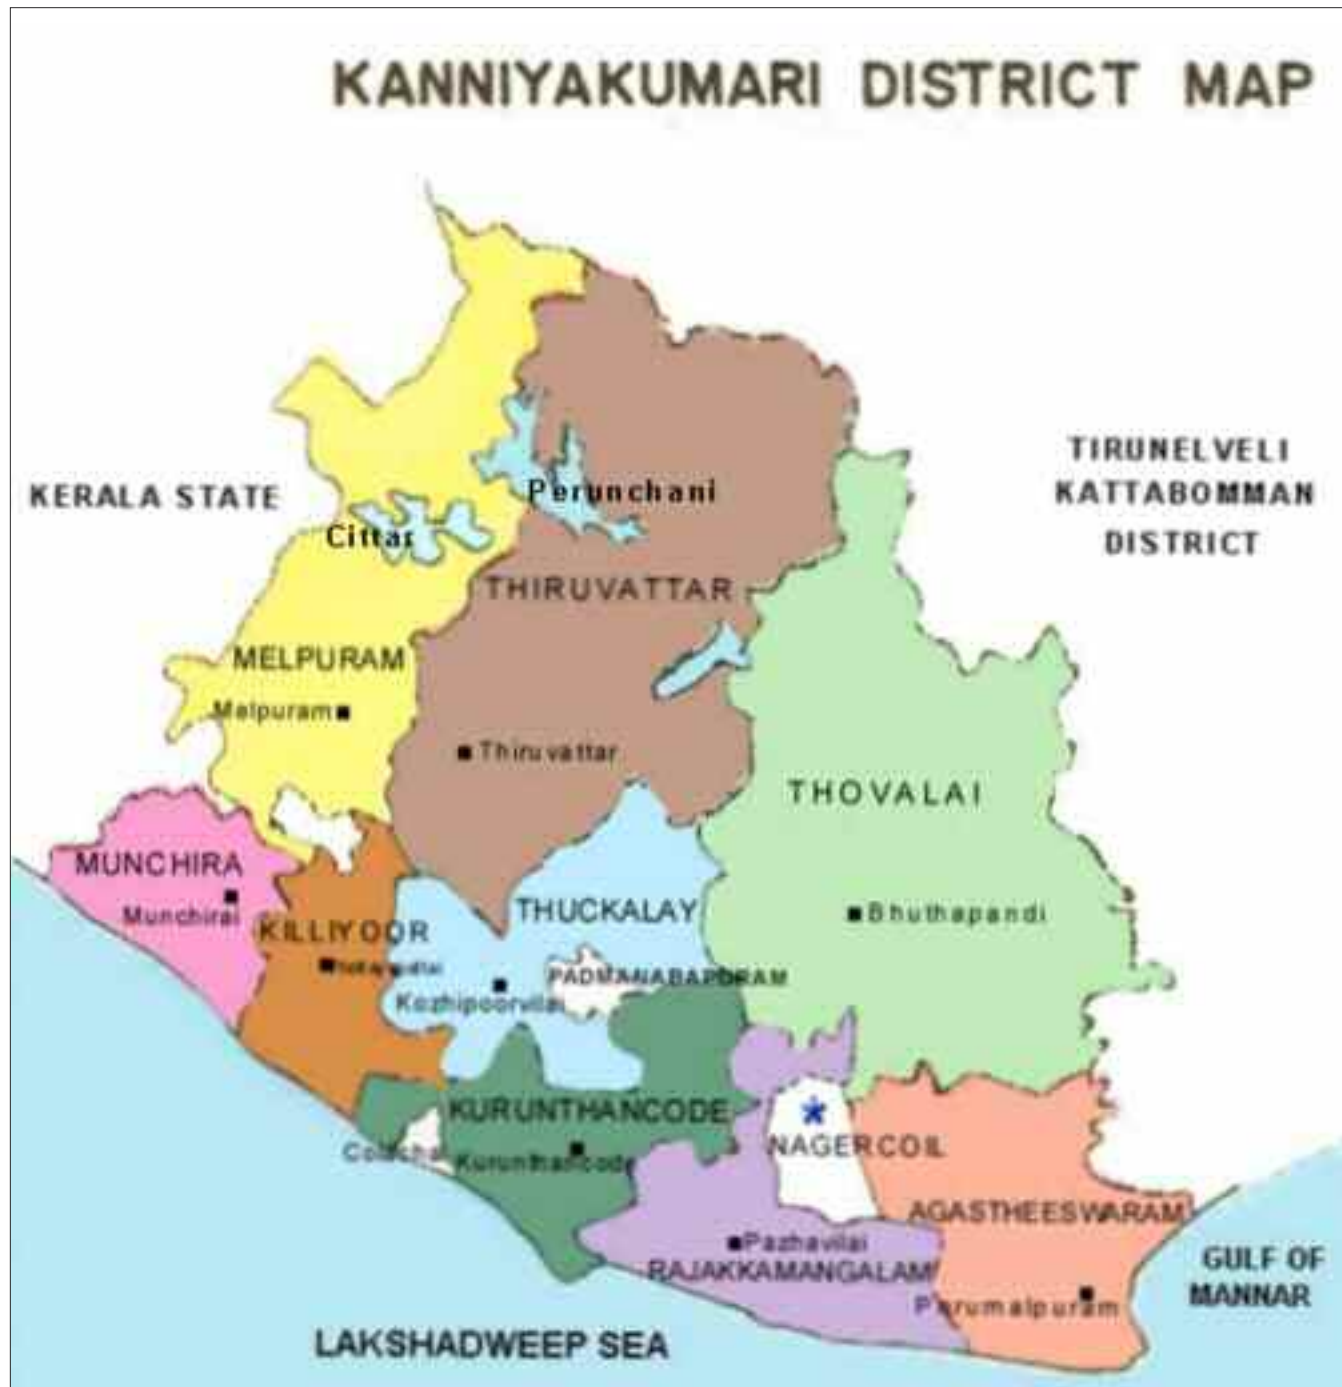 KANNIYAKUMARI DISTRICT MAP
TIRUNELVELI
KATTABOMMAN
DISTRICT
KERALA STATE
Perunchani
Cittar
THIRUVATTAR
MELPURAM
Melpuram
Thiruvattar
THOVALAI
MUNCHIRA
Munchirai
KILLIYOOR
THUCKALAY
Bhuthapandi
PADMANABAPURAM
Kozhipoorvilai
KURUNTHANCODE
Colacha
Kurunthancode
NAGERCOIL
AGASTHEESWARAM
Pazhavilai
RAJAKKAMANGALAM
Perumalpuram
GULF OF
MANNAR
LAKSHADWEEP SEA